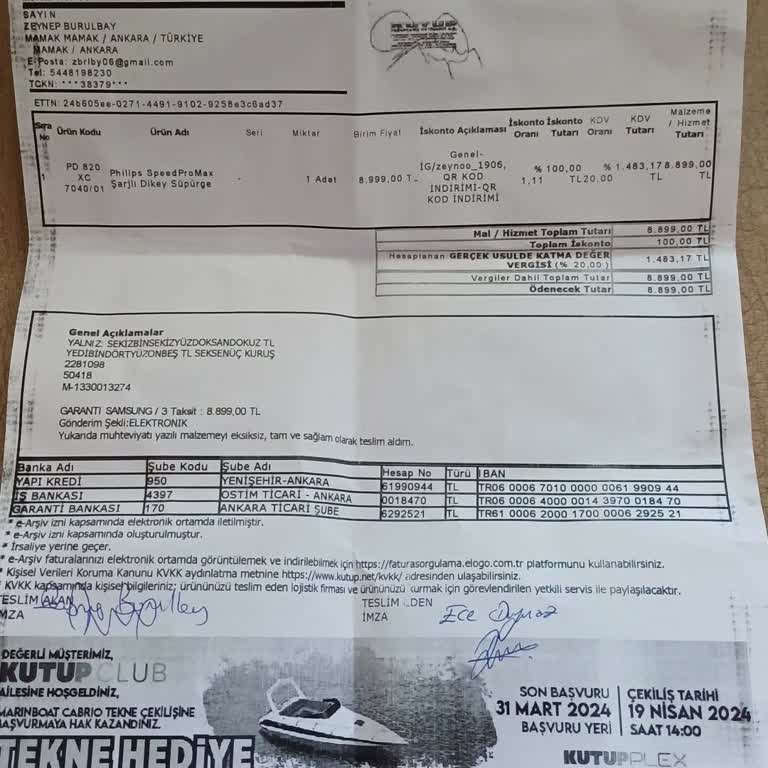 SAYIN
ZEYNEP BURULBAY
MAMAK MAMAK / ANKARA / TÜRKİYE
MAMAK / ANKARA
E-Posta: zbrlby06@gmail.com
Tel: 5448198230
TCKN: ***38379***
KUTUP
ETTN: 24b605ee-0271-4491-9102-9258e3c6ad37
Sıra No Ürün Kodu Ürün Adı Seri Miktar Birim Fiyat İskonto Açıklaması İskonto Oranı İskonto Tutarı KDV Oranı KDV Tutarı Malzeme / Hizmet Tutarı
1 PD 820 XC 7040/01 Philips SpeedProMax Şarjlı Dikey Süpürge - 1 Adet 8.999,00 T Genel-İG/zeynoo_1906, QR KOD İNDİRİMİ-QR KOD İNDİRİMİ % 1,11 100,00 TL % 20,00 1.483,17 TL 8.899,00 TL
Mal / Hizmet Toplam Tutarı 8.899,00 TL
Toplam İskonto 100,00 TL
Hesaplanan GERÇEK USULDE KATMA DEĞER VERGİSİ (% 20,00 ) 1.483,17 TL
Vergiler Dahil Toplam Tutar 8.899,00 TL
Ödenecek Tutar 8.899,00 TL
Genel Açıklamalar
YALNIZ: SEKİZBİNSEKİZYÜZDOKSANDOKUZ TL
YEDİBİNDÖRTYÜZONBEŞ TL SEKSENÜÇ KURUŞ
2281098
50418
M-1330013274
GARANTI SAMSUNG / 3 Taksit : 8.899,00 TL
Gönderim Şekli:ELEKTRONIK
Yukarıda muhteviyatı yazılı malzemeyi eksiksiz, tam ve sağlam olarak teslim aldım.
Banka Adı Şube Kodu Şube Adı Hesap No Türü IBAN
YAPI KREDİ 950 YENİŞEHİR-ANKARA 61990944 TL TR06 0006 7010 0000 0061 9909 44
İŞ BANKASI 4397 OSTİM TİCARİ - ANKARA 0018470 TL TR06 0006 4000 0014 3970 0184 70
GARANTİ BANKASI 170 ANKARA TİCARİ ŞUBE 6292521 TL TR61 0006 2000 1700 0006 2925 21
* e-Arşiv izni kapsamında elektronik ortamda iletilmiştir.
* e-Arşiv izni kapsamında oluşturulmuştur.
* İrsaliye yerine geçer.
* e-Arşiv faturalarınızı elektronik ortamda görüntülemek ve indirilebilmek için https://faturasorgulama.elogo.com.tr platformunu kullanabilirsiniz.
* Kişisel Verileri Koruma Kanunu KVKK aydınlatma metnine https://www.kutup.net/kvkk/ adresinden ulaşabilirsiniz.
* KVKK kapsamında kişisel bilgileriniz; ürününüzü teslim eden lojistik firması ve ürününüzü kurmak için görevlendirilen yetkili servis ile paylaşılacaktır.
TESLİM ALAN
İMZA
TESLİM EDEN
İMZA
Ece
DEĞERLİ MÜŞTERİMİZ,
KUTUPCLUB
AİLESİNE HOŞGELDİNİZ,
MARINBOAT CABRIO TEKNE ÇEKİLİŞİNE
BAŞVURMAYA HAK KAZANDINIZ.
TEKNE HEDİYE
SON BAŞVURU
31 MART 2024
BAŞVURU YERİ
KUTUPPLEX
ÇEKİLİŞ TARİHİ
19 NİSAN 2024
SAAT 14:00